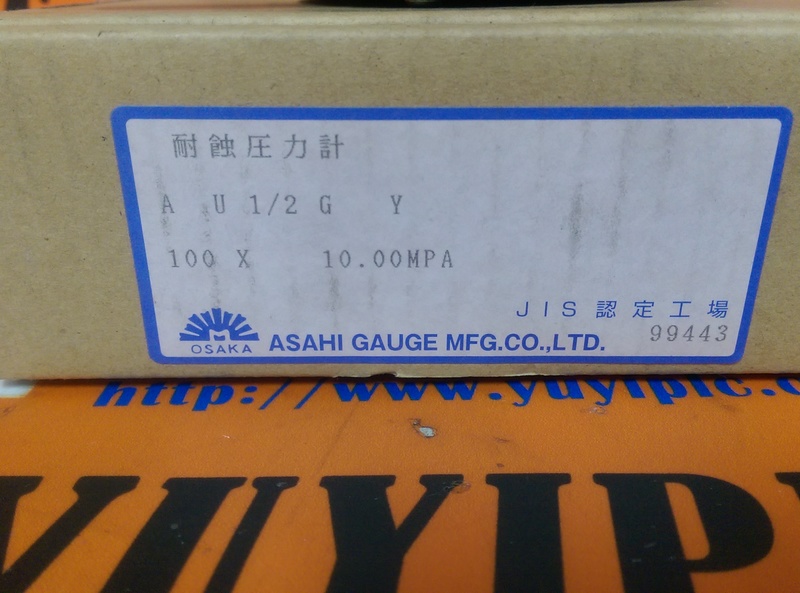 耐蝕圧力計
A U 1/2 G Y
100 X 10.00MPA
JIS 認定工場
99443
OSAKA
ASAHI GAUGE MFG.CO.,LTD.
http://www.yuyiplc.c
YUYIP